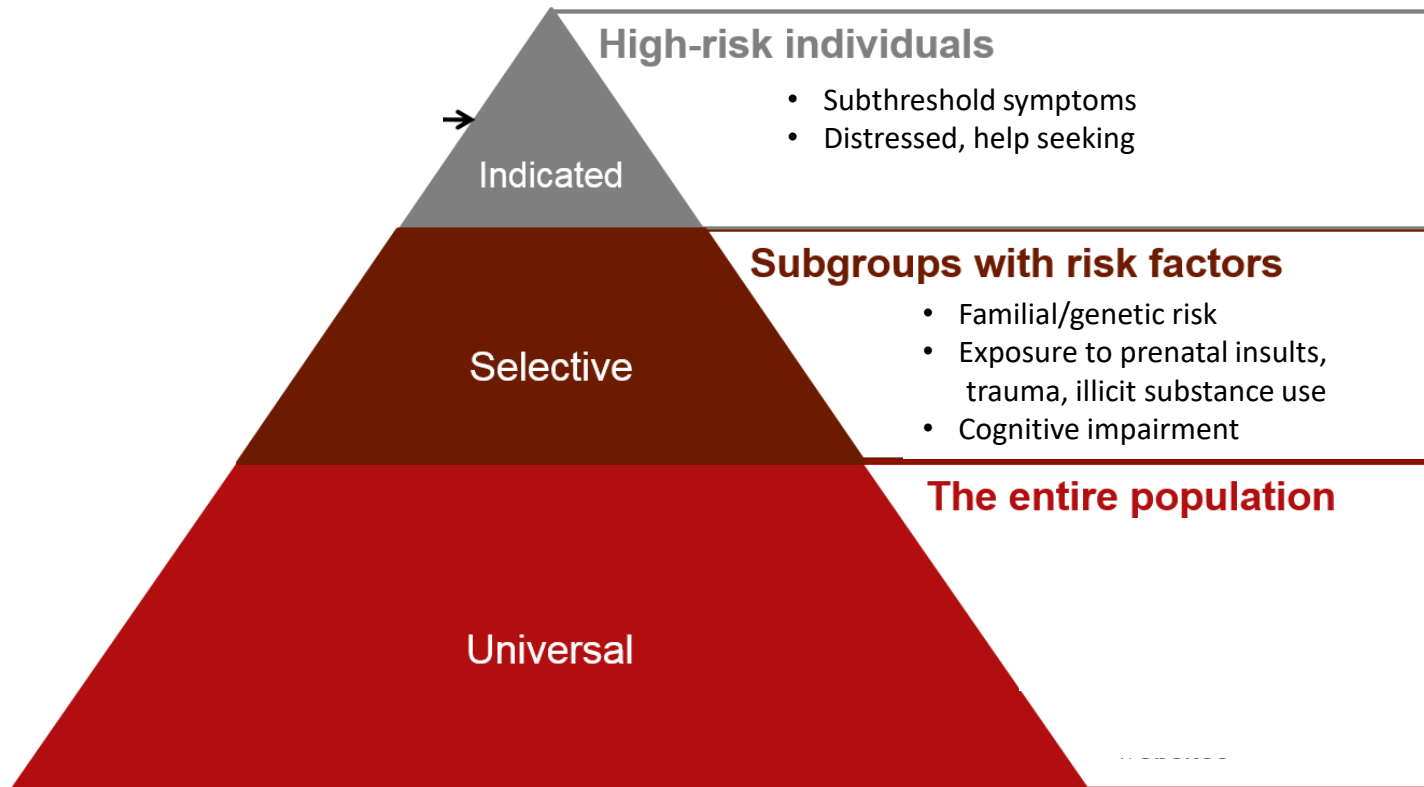 High-risk individuals
• Subthreshold symptoms
• Distressed, help seeking
Indicated
Subgroups with risk factors
• Familial/genetic risk
• Exposure to prenatal insults,
trauma, illicit substance use
• Cognitive impairment
Selective
The entire population
Universal